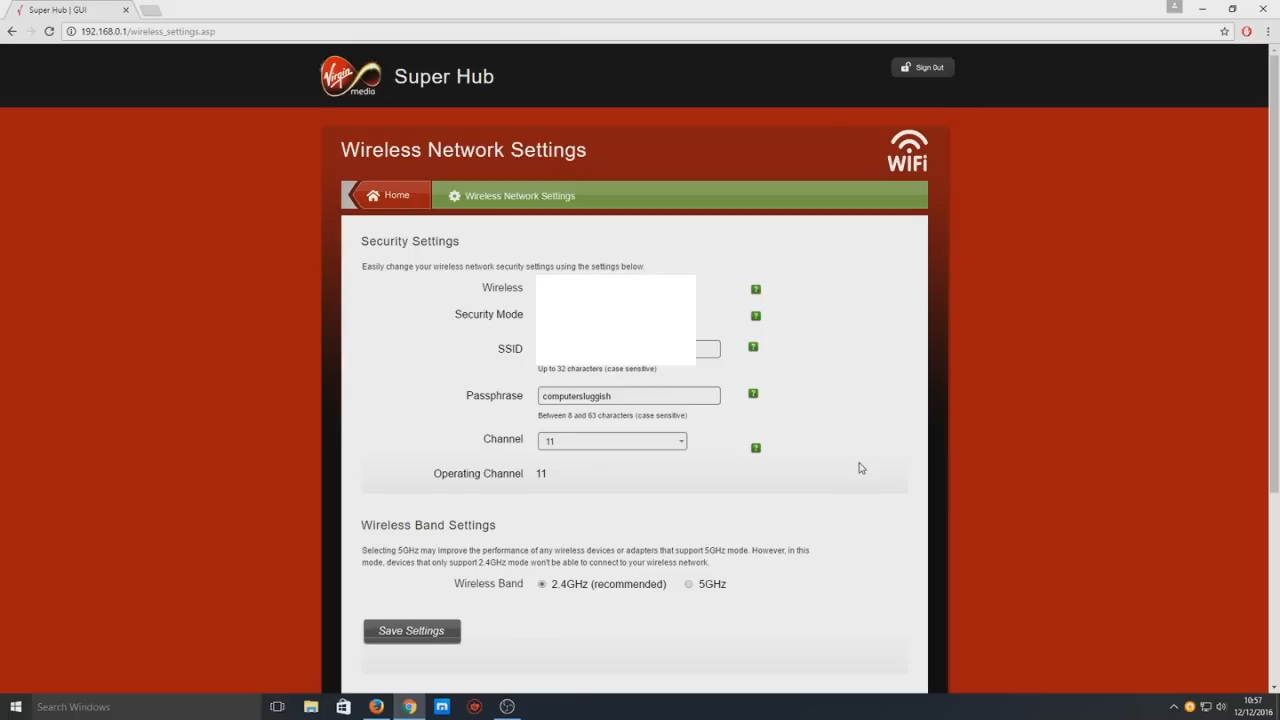 Super Hub | GUI
192.168.0.1/wireless_settings.asp
Virgin
media
Super Hub
Sign Out
Wireless Network Settings
WiFi
Home
Wireless Network Settings
Security Settings
Easily change your wireless network security settings using the settings below.
Wireless
?
Security Mode
?
SSID
?
Up to 32 characters (case sensitive)
Passphrase
computersluggish
?
Between 8 and 63 characters (case sensitive)
Channel
11
?
Operating Channel
11
Wireless Band Settings
Selecting 5GHz may improve the performance of any wireless devices or adapters that support 5GHz mode. However, in this
mode, devices that only support 2.4GHz mode won't be able to connect to your wireless network.
Wireless Band
2.4GHz (recommended)
5GHz
Save Settings
Search Windows
10:57
12/12/2016